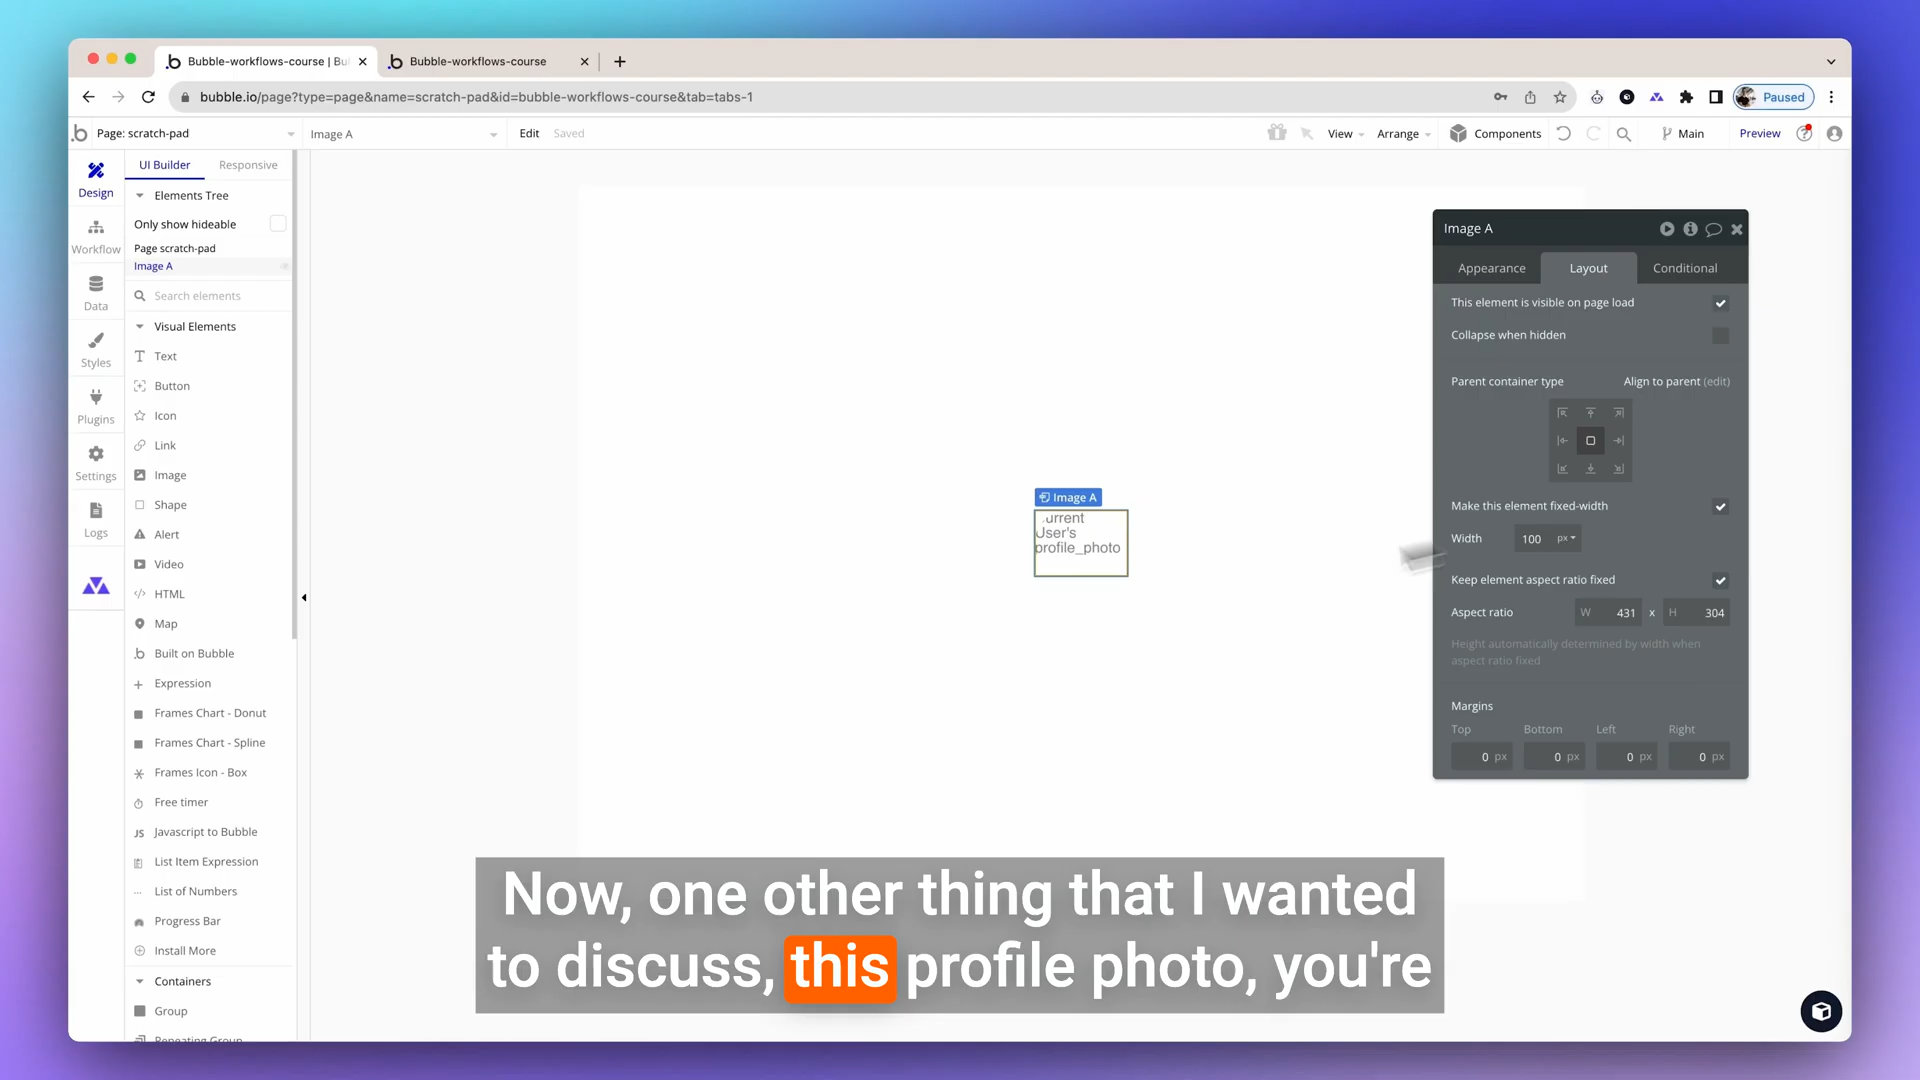 Bubble-workflows-course | Bu
Bubble-workflows-course
bubble.io/page?type=page&name=scratch-pad&id=bubble-workflows-course&tab=tabs-1
Paused
Page: scratch-pad
Image A
Edit
Saved
View
Arrange
Components
Main
Preview
Design
Workflow
Data
Styles
Plugins
Settings
Logs
UI Builder
Responsive
Elements Tree
Only show hideable
Page scratch-pad
Image A
Search elements
Visual Elements
Text
Button
Icon
Link
Image
Shape
Alert
Video
HTML
Map
Built on Bubble
Expression
Frames Chart - Donut
Frames Chart - Spline
Frames Icon - Box
Free timer
Javascript to Bubble
List Item Expression
List of Numbers
Progress Bar
Install More
Containers
Group
Repeating Group
Image A
urrent
User's
profile_photo
Image A
Appearance
Layout
Conditional
This element is visible on page load
Collapse when hidden
Parent container type
Align to parent (edit)
Make this element fixed-width
Width
100 px
Keep element aspect ratio fixed
Aspect ratio
W 431 x H 304
Height automatically determined by width when
aspect ratio fixed
Margins
Top Bottom Left Right
0 px 0 px 0 px 0 px
Now, one other thing that I wanted
to discuss, this profile photo, you're